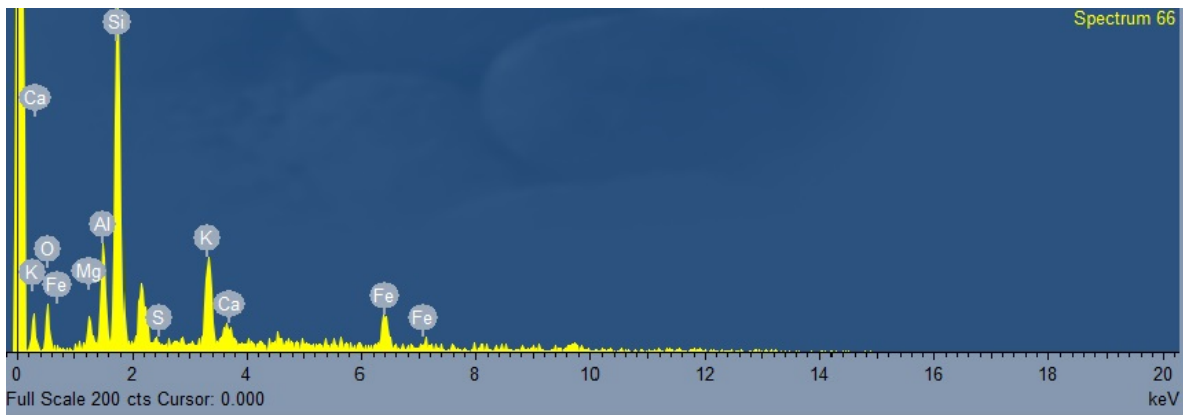 Spectrum 66
Si
Ca
Al
K
O
K
Mg
Fe
Fe
Ca
S
Fe
0 2 4 6 8 10 12 14 16 18 20
Full Scale 200 cts Cursor: 0.000 keV